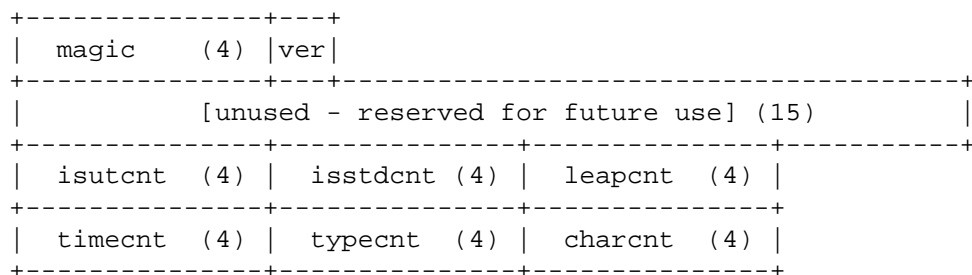 +---------------+---+
|  magic    (4) |ver|
+---------------+---+---------------------------------------+
|           [unused - reserved for future use] (15)         |
+---------------+---------------+---------------+-----------+
|  isutcnt  (4) |  isstdcnt (4) |  leapcnt  (4) |
+---------------+---------------+---------------+
|  timecnt  (4) |  typecnt  (4) |  charcnt  (4) |
+---------------+---------------+---------------+